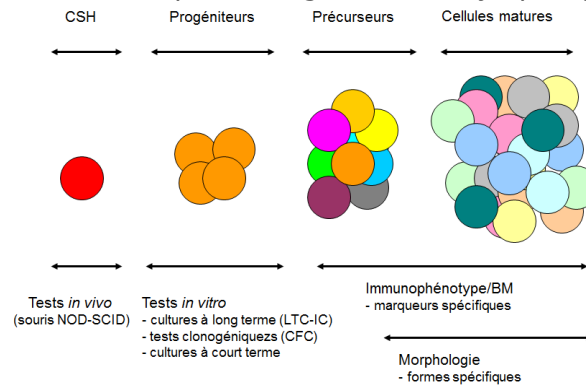 CSH Progéniteurs Précurseurs Cellules matures
Tests in vivo
(souris NOD-SCID)
Tests in vitro
- cultures à long terme (LTC-IC)
- tests clonogéniquezs (CFC)
- cultures à court terme
Immunophénotype/BM
- marqueurs spécifiques
Morphologie
- formes spécifiques